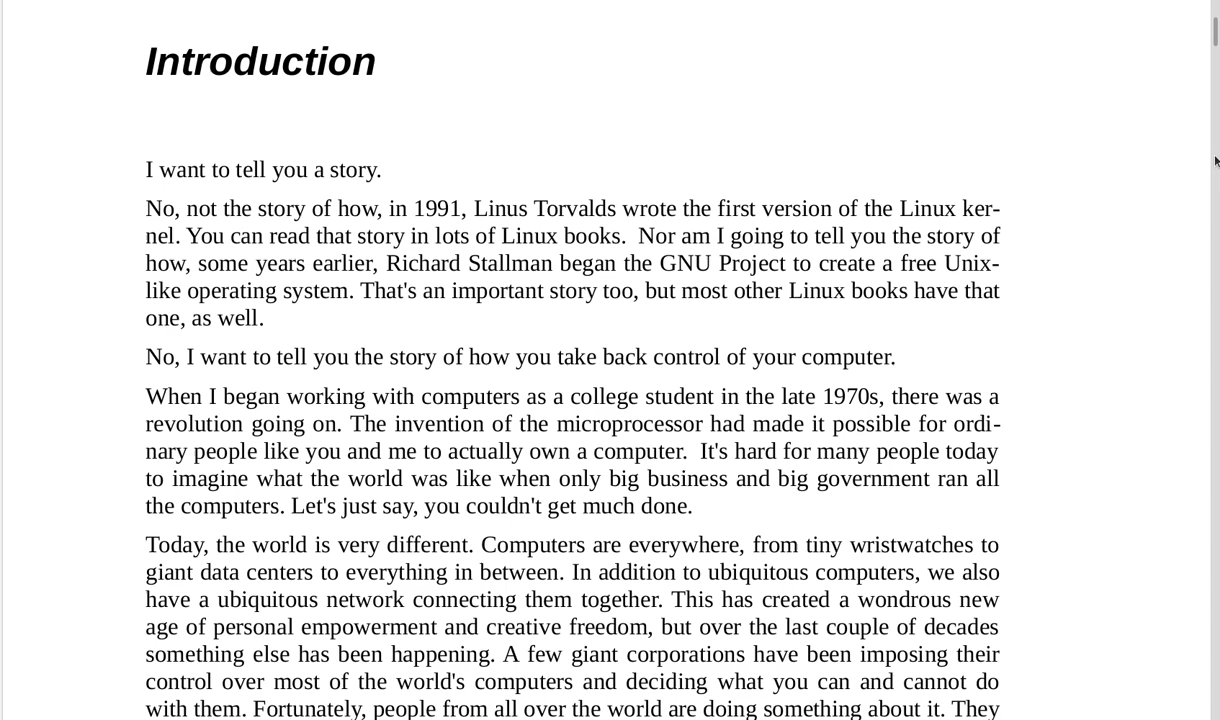 Introduction
I want to tell you a story.
No, not the story of how, in 1991, Linus Torvalds wrote the first version of the Linux ker-
nel. You can read that story in lots of Linux books.  Nor am I going to tell you the story of
how, some years earlier, Richard Stallman began the GNU Project to create a free Unix-
like operating system. That's an important story too, but most other Linux books have that
one, as well.
No, I want to tell you the story of how you take back control of your computer.
When I began working with computers as a college student in the late 1970s, there was a
revolution going on. The invention of the microprocessor had made it possible for ordi-
nary people like you and me to actually own a computer.  It's hard for many people today
to imagine what the world was like when only big business and big government ran all
the computers. Let's just say, you couldn't get much done.
Today, the world is very different. Computers are everywhere, from tiny wristwatches to
giant data centers to everything in between. In addition to ubiquitous computers, we also
have a ubiquitous network connecting them together. This has created a wondrous new
age of personal empowerment and creative freedom, but over the last couple of decades
something else has been happening. A few giant corporations have been imposing their
control over most of the world's computers and deciding what you can and cannot do
with them. Fortunately, people from all over the world are doing something about it. They